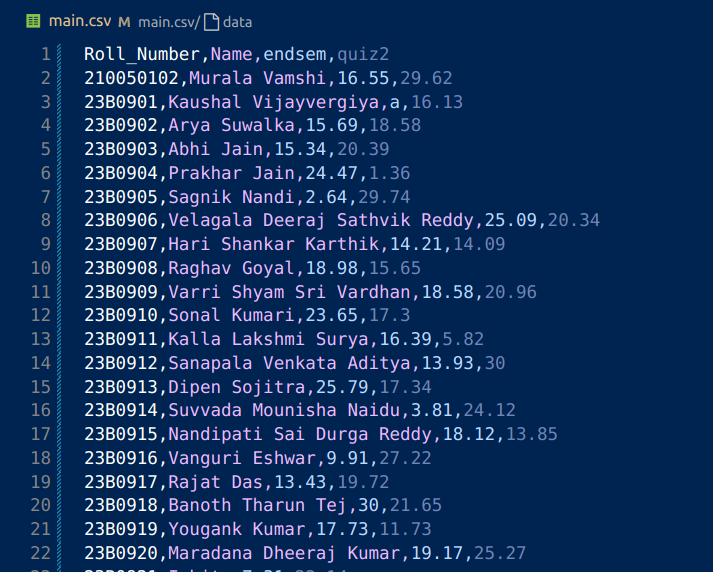 main.csv M main.csv/ data
1 Roll_Number,Name,endsem,quiz2
2 210050102,Murala Vamshi,16.55,29.62
3 23B0901,Kaushal Vijayvergiya,a,16.13
4 23B0902,Arya Suwalka,15.69,18.58
5 23B0903,Abhi Jain,15.34,20.39
6 23B0904,Prakhar Jain,24.47,1.36
7 23B0905,Sagnik Nandi,2.64,29.74
8 23B0906,Velagala Deeraj Sathvik Reddy,25.09,20.34
9 23B0907,Hari Shankar Karthik,14.21,14.09
10 23B0908,Raghav Goyal,18.98,15.65
11 23B0909,Varri Shyam Sri Vardhan,18.58,20.96
12 23B0910,Sonal Kumari,23.65,17.3
13 23B0911,Kalla Lakshmi Surya,16.39,5.82
14 23B0912,Sanapala Venkata Aditya,13.93,30
15 23B0913,Dipen Sojitra,25.79,17.34
16 23B0914,Suvvada Mounisha Naidu,3.81,24.12
17 23B0915,Nandipati Sai Durga Reddy,18.12,13.85
18 23B0916,Vanguri Eshwar,9.91,27.22
19 23B0917,Rajat Das,13.43,19.72
20 23B0918,Banoth Tharun Tej,30,21.65
21 23B0919,Yougank Kumar,17.73,11.73
22 23B0920,Maradana Dheeraj Kumar,19.17,25.27